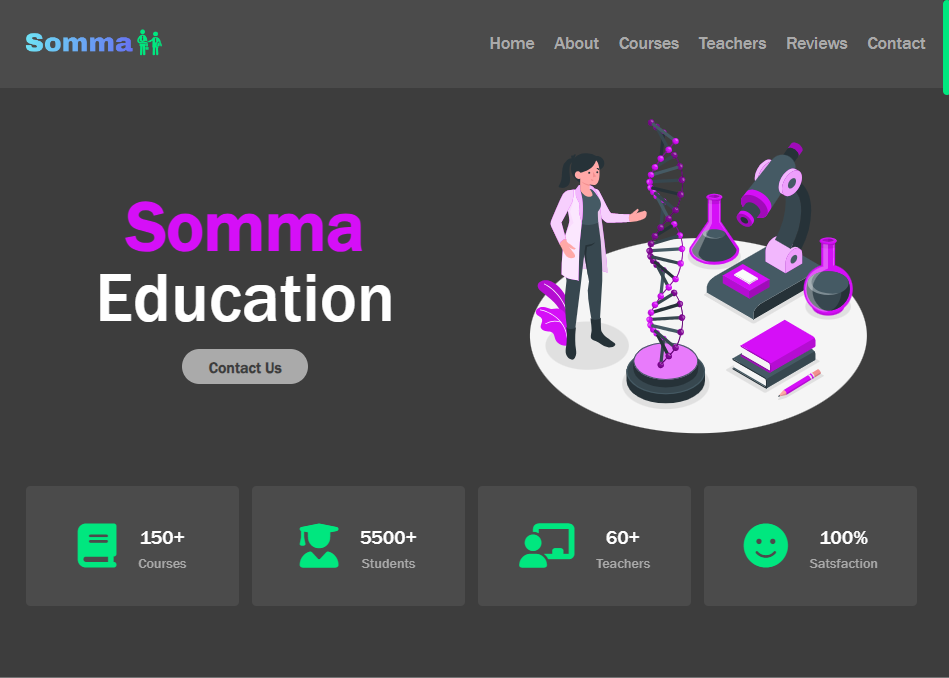 Somma
Home About Courses Teachers Reviews Contact
Somma
Education
Contact Us
150+
Courses
5500+
Students
60+
Teachers
100%
Satsfaction